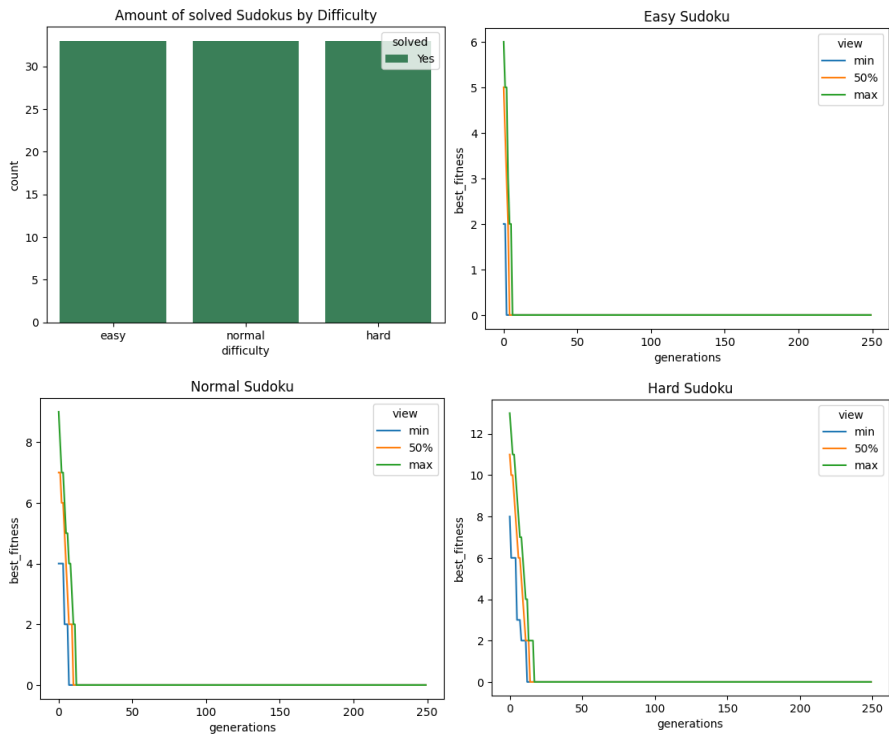 Amount of solved Sudokus by Difficulty
solved
Yes
30
25
20
15
10
5
0
count
easy normal hard
difficulty
Easy Sudoku
view
min
50%
max
6
5
4
3
2
1
0
best_fitness
0 50 100 150 200 250
generations
Normal Sudoku
view
min
50%
max
8
6
4
2
0
best_fitness
0 50 100 150 200 250
generations
Hard Sudoku
view
min
50%
max
12
10
8
6
4
2
0
best_fitness
0 50 100 150 200 250
generations